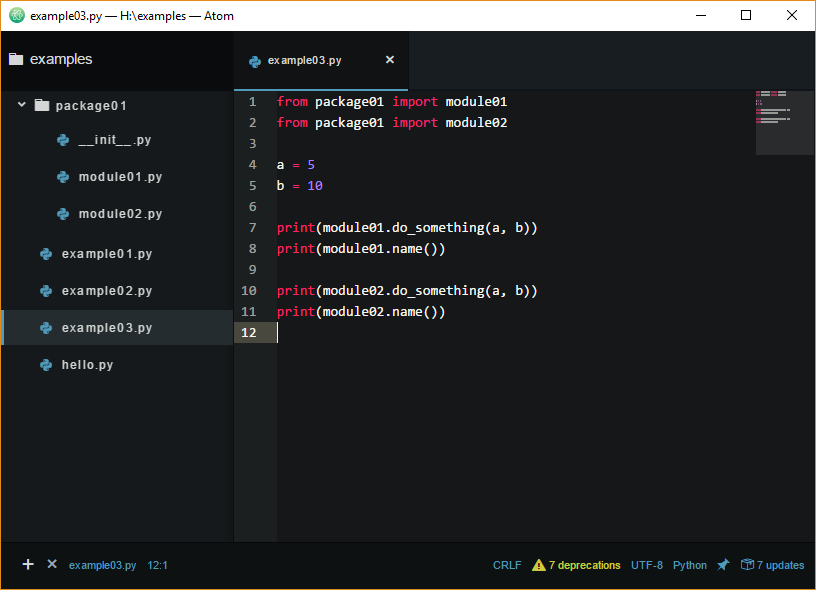 example03.py — H:\examples — Atom
examples
package01
__init__.py
module01.py
module02.py
example01.py
example02.py
example03.py
hello.py
example03.py
1 from package01 import module01
2 from package01 import module02
3
4 a = 5
5 b = 10
6
7 print(module01.do_something(a, b))
8 print(module01.name())
9
10 print(module02.do_something(a, b))
11 print(module02.name())
12
example03.py 12:1 CRLF 7 deprecations UTF-8 Python 7 updates